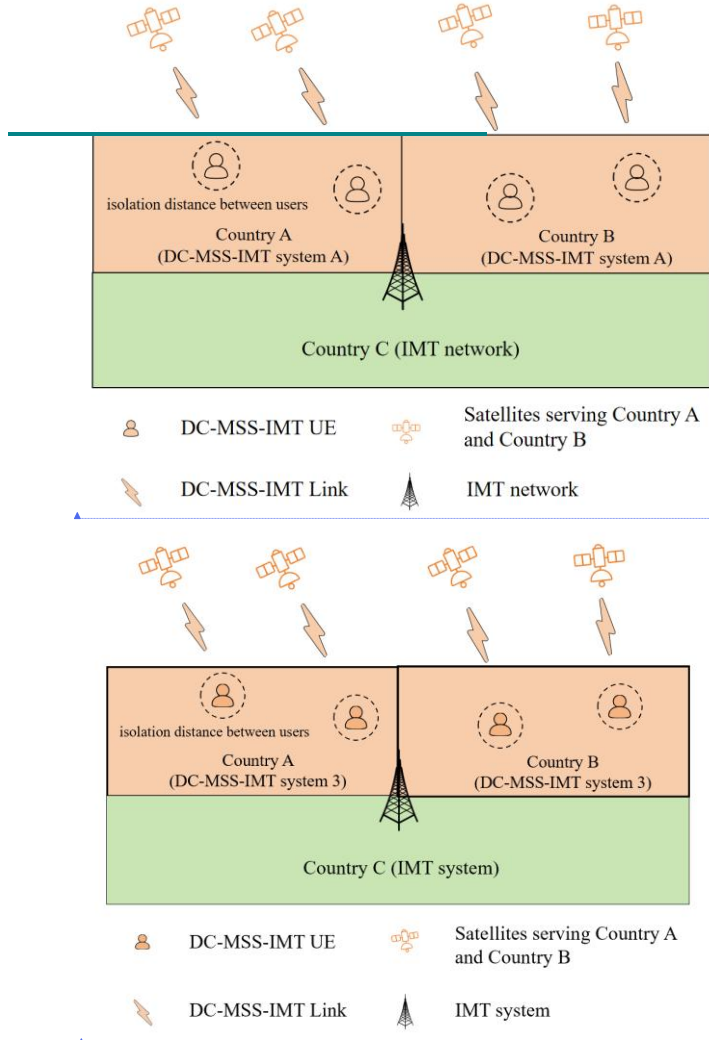 isolation distance between users
Country A
(DC-MSS-IMT system A)
Country B
(DC-MSS-IMT system A)
Country C (IMT network)
DC-MSS-IMT UE
Satellites serving Country A
and Country B
DC-MSS-IMT Link
IMT network
isolation distance between users
Country A
(DC-MSS-IMT system 3)
Country B
(DC-MSS-IMT system 3)
Country C (IMT system)
DC-MSS-IMT UE
Satellites serving Country A
and Country B
DC-MSS-IMT Link
IMT system